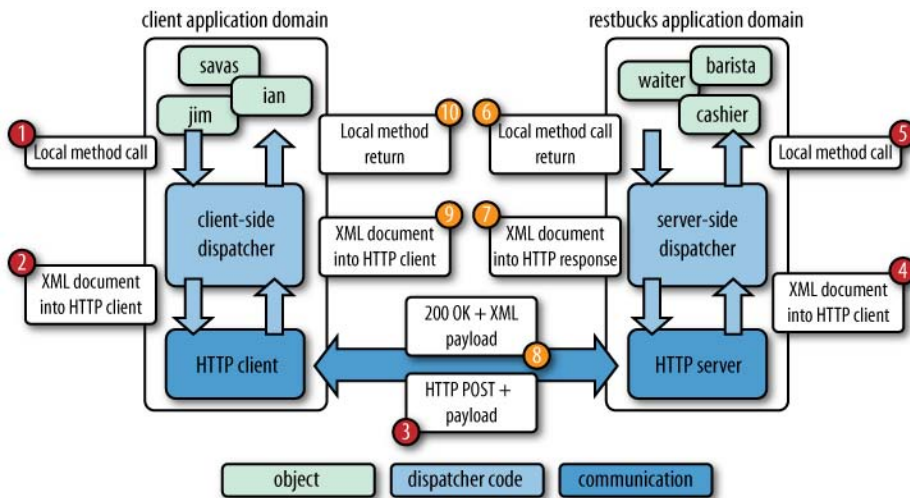 client application domain
restbucks application domain
savas
ian
jim
barista
waiter
cashier
1
Local method call
10
Local method
return
6
Local method call
return
5
Local method call
client-side
dispatcher
server-side
dispatcher
2
XML document
into HTTP client
9
XML document
into HTTP client
7
XML document
into HTTP response
4
XML document
into HTTP client
200 OK + XML
payload
8
HTTP client
HTTP server
HTTP POST +
payload
3
object
dispatcher code
communication